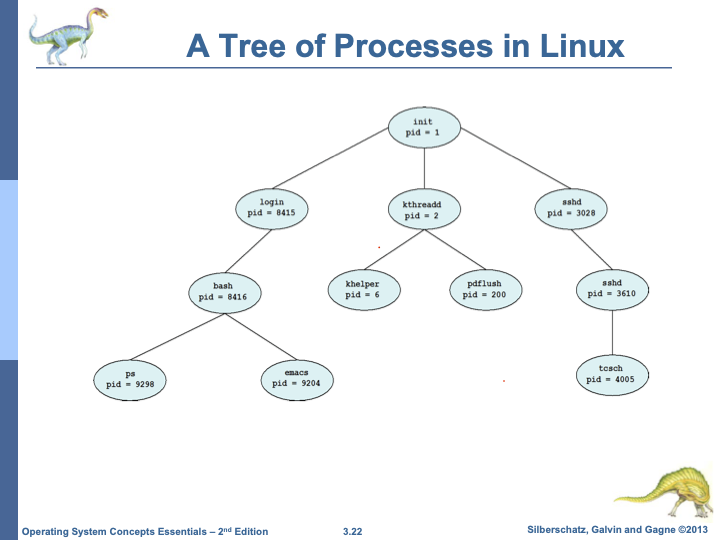 A Tree of Processes in Linux
init
pid = 1
login
pid = 8415
kthreadd
pid = 2
sshd
pid = 3028
bash
pid = 8416
khelper
pid = 6
pdflush
pid = 200
sshd
pid = 3610
ps
pid = 9298
emacs
pid = 9204
tcsch
pid = 4005
Operating System Concepts Essentials – 2nd Edition
3.22
Silberschatz, Galvin and Gagne ©2013